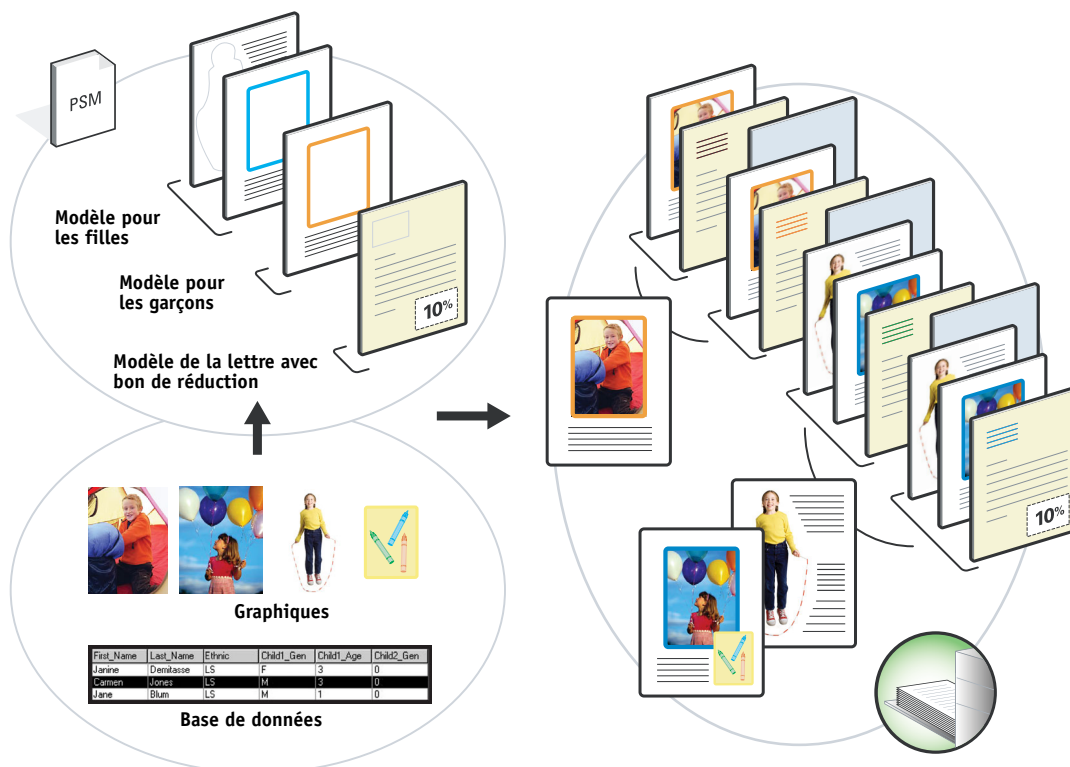 PSM
Modèle pour
les filles
Modèle pour
les garçons
10%
Modèle de la lettre avec
bon de réduction
Graphiques
First_Name Last_Name Ethnic Child1_Gen Child1_Age Child2_Gen
Janine Demitasse LS F 3 0
Carmen Jones LS M 3 0
Jane Blum LS M 1 0
Base de données
10%